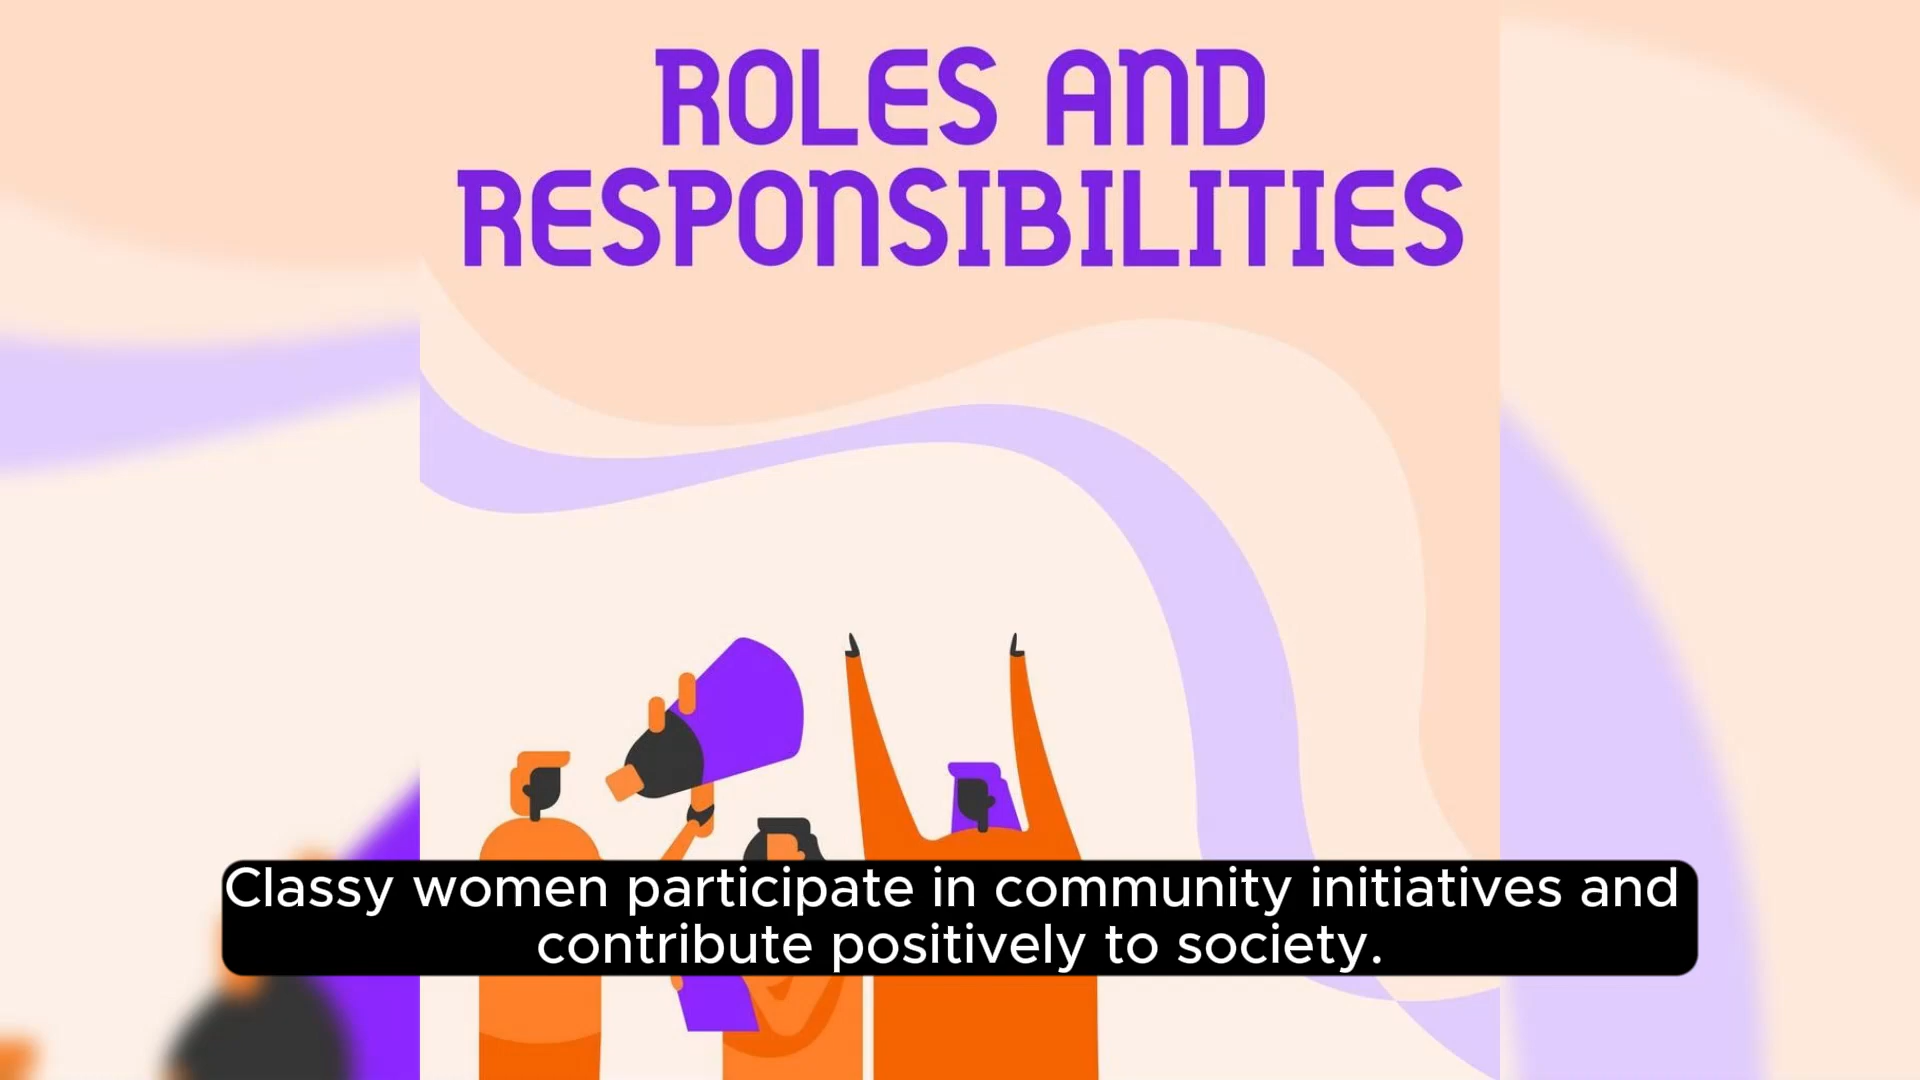 ROLES AND
RESPONSIBILITIES
Classy women participate in community initiatives and
contribute positively to society.